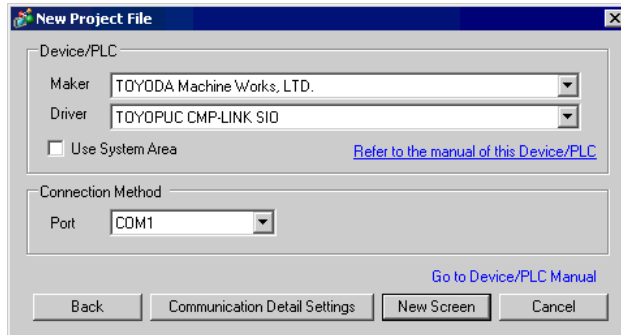 New Project File
Device/PLC
Maker TOYODA Machine Works, LTD.
Driver TOYOPUC CMP-LINK SIO
Use System Area Refer to the manual of this Device/PLC
Connection Method
Port COM1
Go to Device/PLC Manual
Back Communication Detail Settings New Screen Cancel